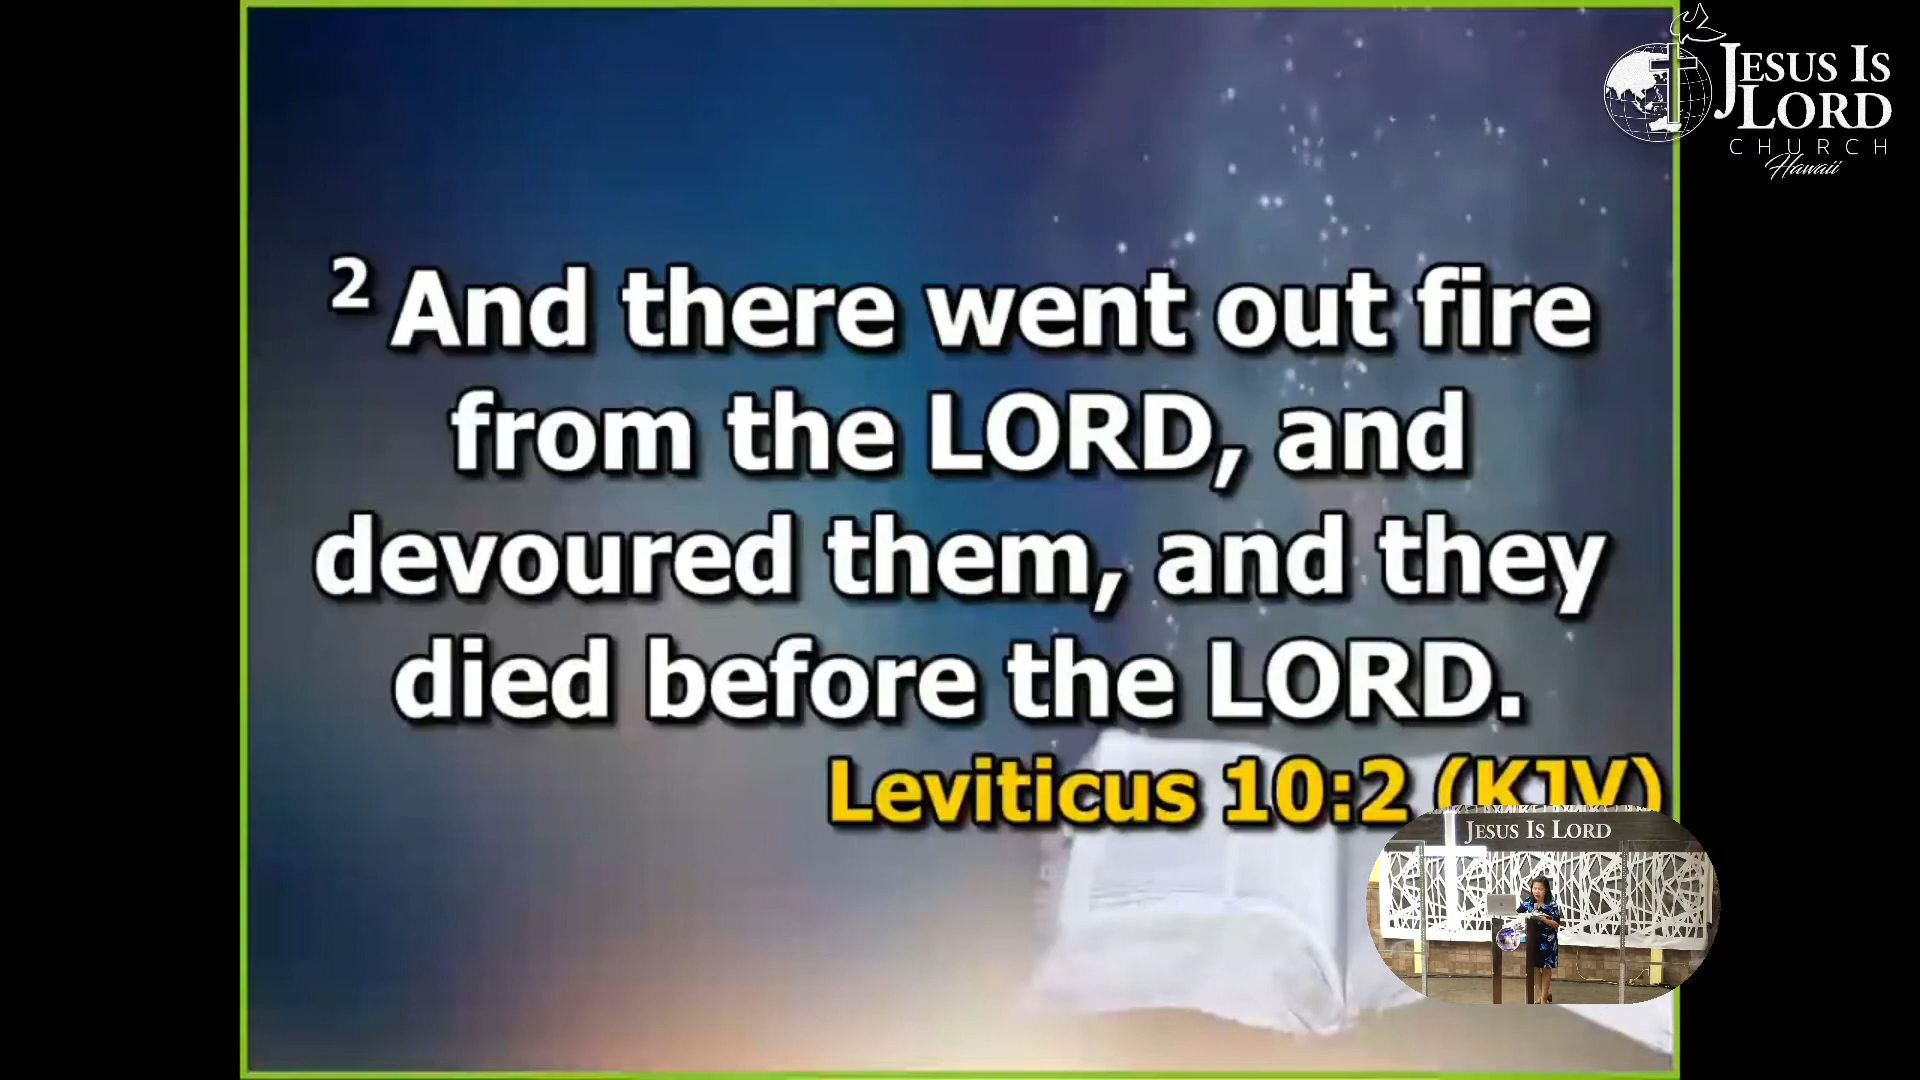 JESUS IS
LORD
CHURCH
Hawaii
2 And there went out fire
from the LORD, and
devoured them, and they
died before the LORD.
Leviticus 10:2 (KJV)
JESUS IS LORD